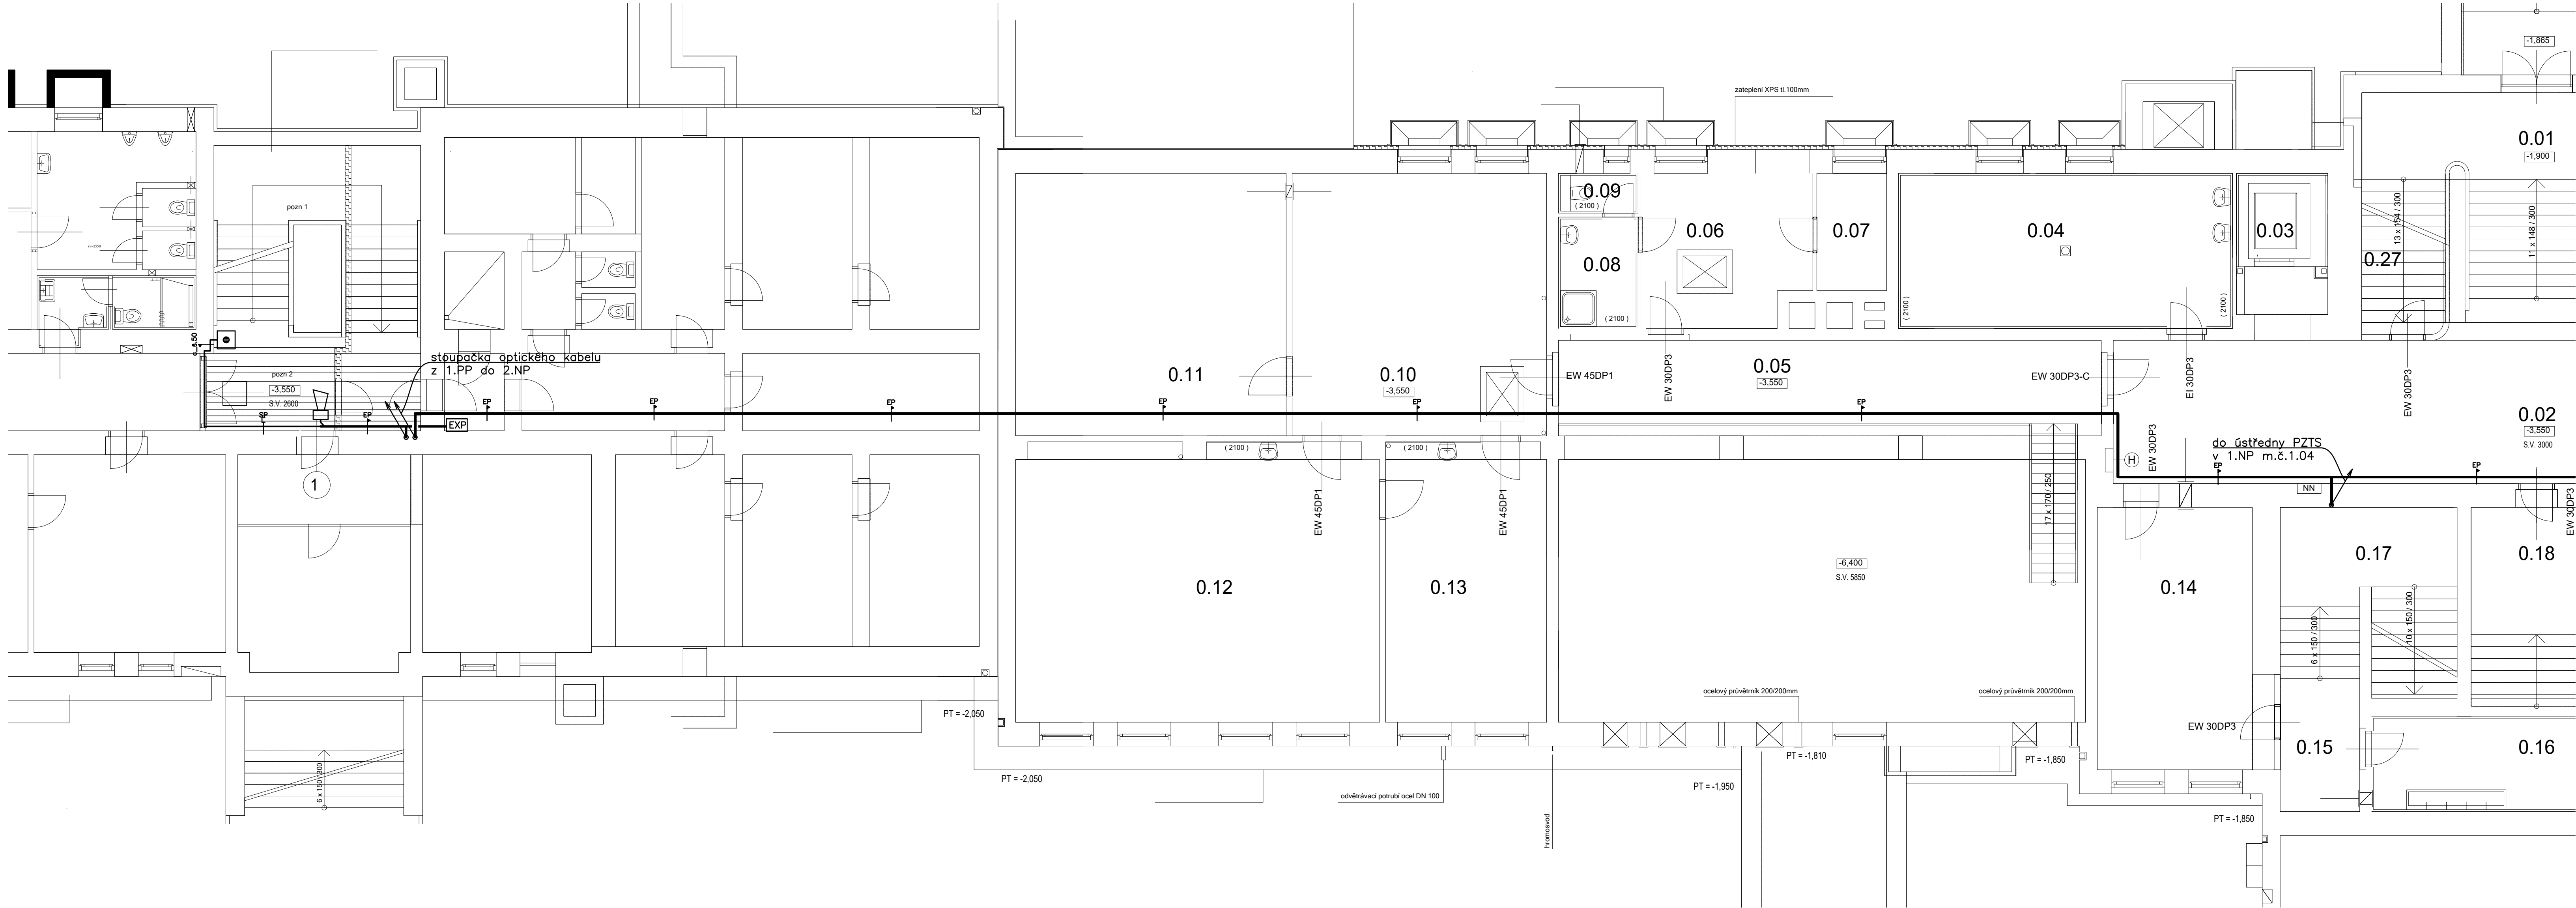 -1,865
zateplení XPS tl.100mm
0.01
-1,900
13 x 154 / 300
11 x 148 / 300
0.09
( 2100 )
pozn 1
0.06
0.07
0.04
0.03
0.27
0.08
( 2100 )
( 2100 )
( 2100 )
stoupačka optického kabelu
z 1.PP do 2.NP
pozn 2
-3,550
S.V. 2600
0.11
0.10
-3,550
EW 45DP1
EW 30DP3
0.05
-3,550
EW 30DP3-C
EI 30DP3
EW 30DP3
EP
EP
EP
EP
EP
EP
EP
EXP
0.02
-3,550
S.V. 3000
( 2100 )
( 2100 )
H
EW 30DP3
do ústředny PZTS
v 1.NP m.č.1.04
EP
EP
NN
1
EW 45DP1
EW 45DP1
17 x 170 / 250
EW 30DP3
0.12
0.13
-6,400
S.V. 5850
0.14
0.17
0.18
6 x 150 / 300
10 x 150 / 300
ocelový průvětrník 200/200mm
ocelový průvětrník 200/200mm
PT = -2,050
EW 30DP3
0.15
0.16
PT = -1,810
PT = -1,850
6 x 150 / 300
PT = -2,050
PT = -1,950
odvětrávací potrubí ocel DN 100
hromosvod
PT = -1,850